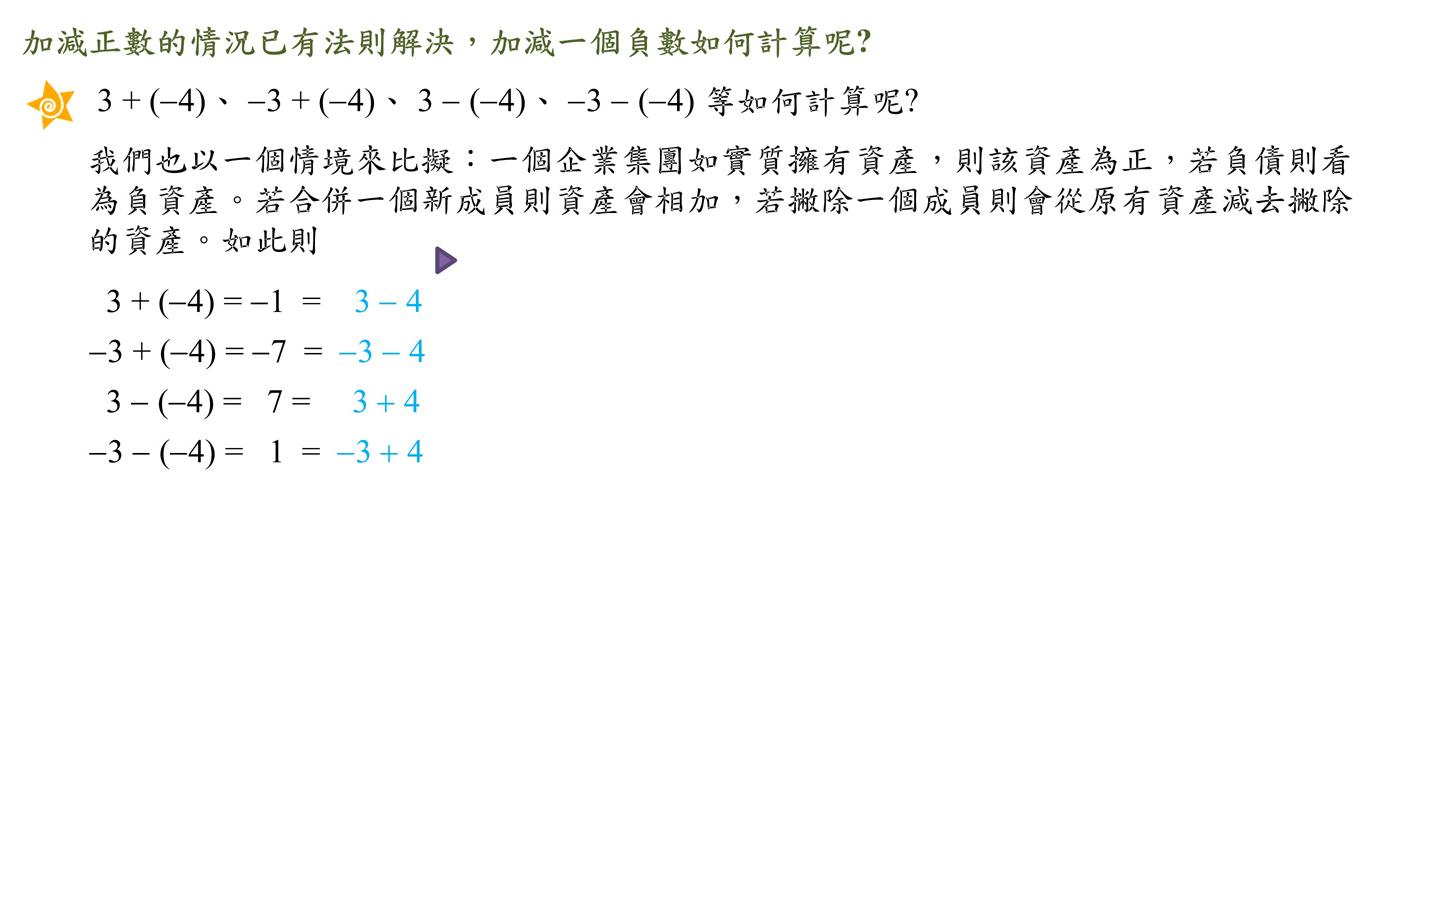 加減正數的情況已有法則解決，加減一個負數如何計算呢?
3 + (–4)、 –3 + (–4)、 3 – (–4)、 –3 – (–4) 等如何計算呢?
我們也以一個情境來比擬：一個企業集團如實質擁有資產，則該資產為正，若負債則看
為負資產。若合併一個新成員則資產會相加，若撇除一個成員則會從原有資產減去撇除
的資產。如此則
3 + (–4) = –1 = 3 – 4
–3 + (–4) = –7 = –3 – 4
3 – (–4) = 7 = 3 + 4
–3 – (–4) = 1 = –3 + 4